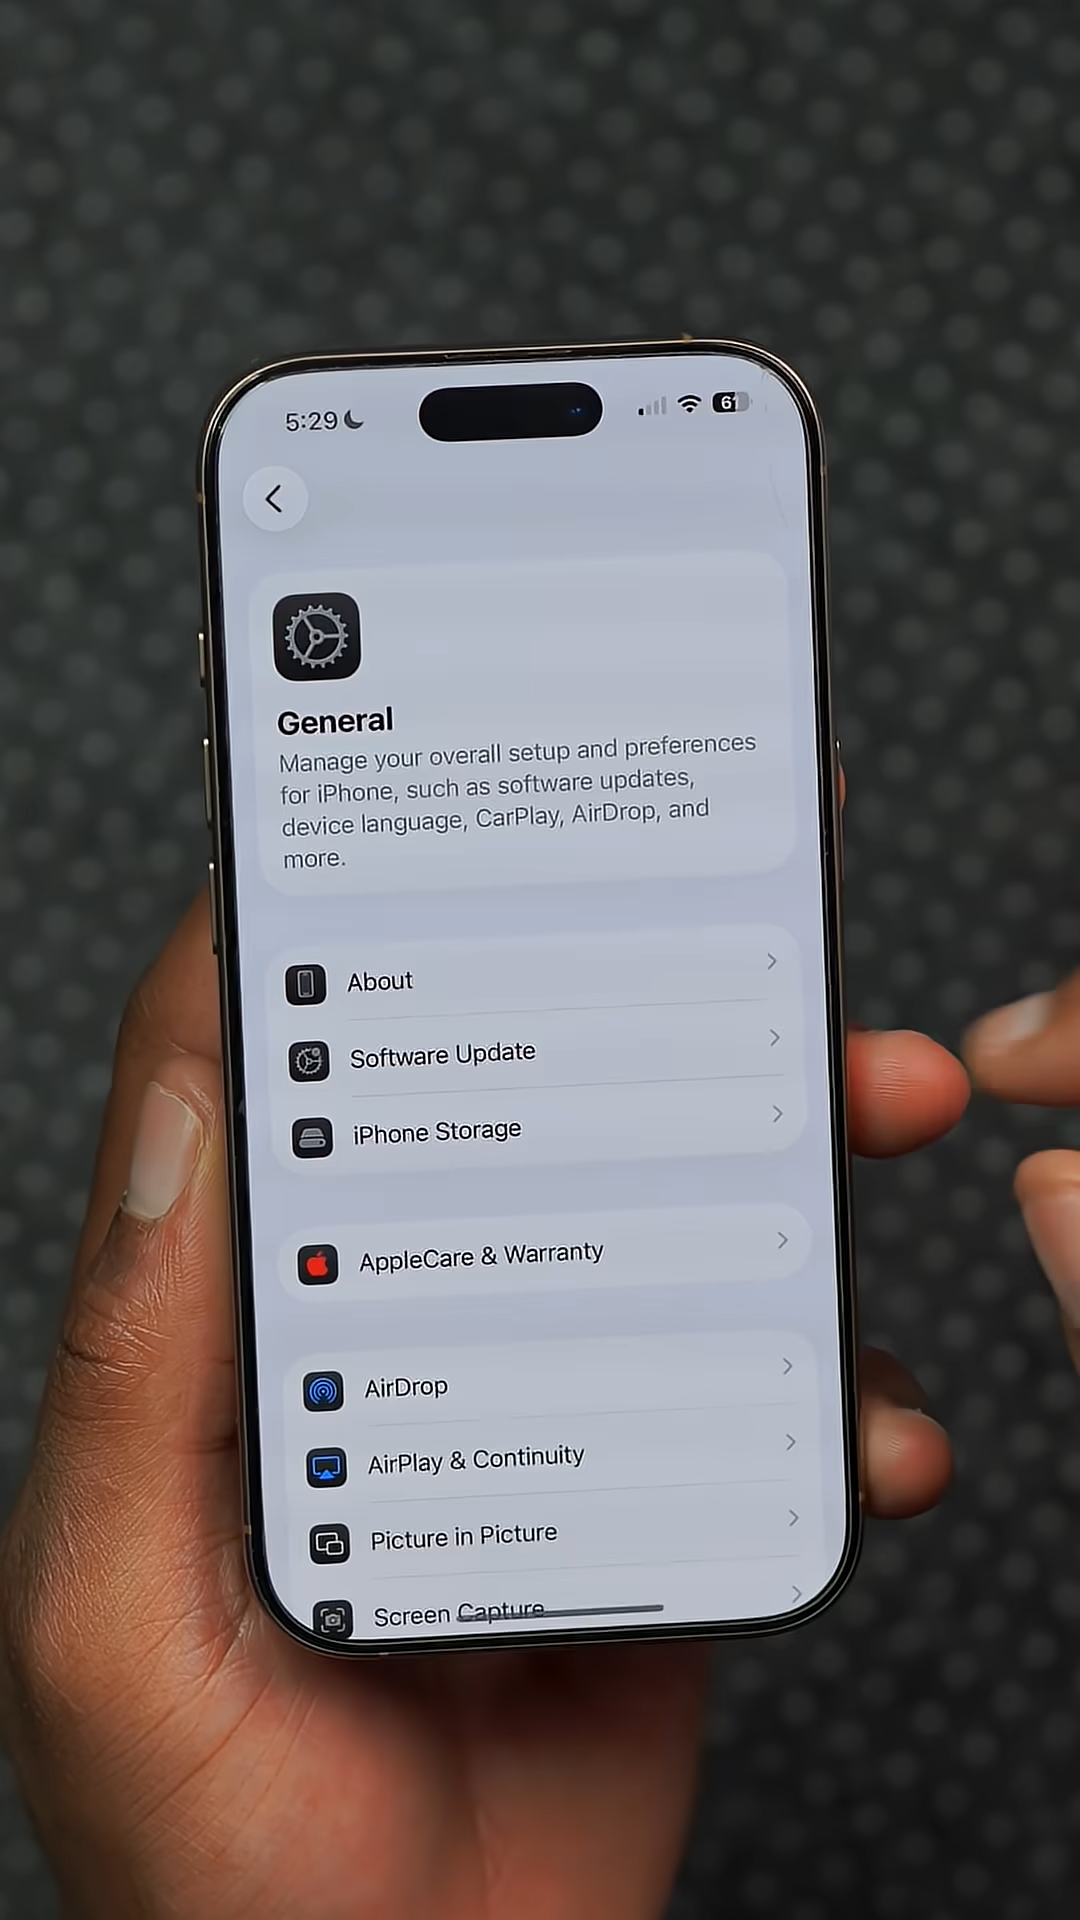 5:29
61
General
Manage your overall setup and preferences
for iPhone, such as software updates,
device language, CarPlay, AirDrop, and
more.
About
Software Update
iPhone Storage
AppleCare & Warranty
AirDrop
AirPlay & Continuity
Picture in Picture
Screen Capture